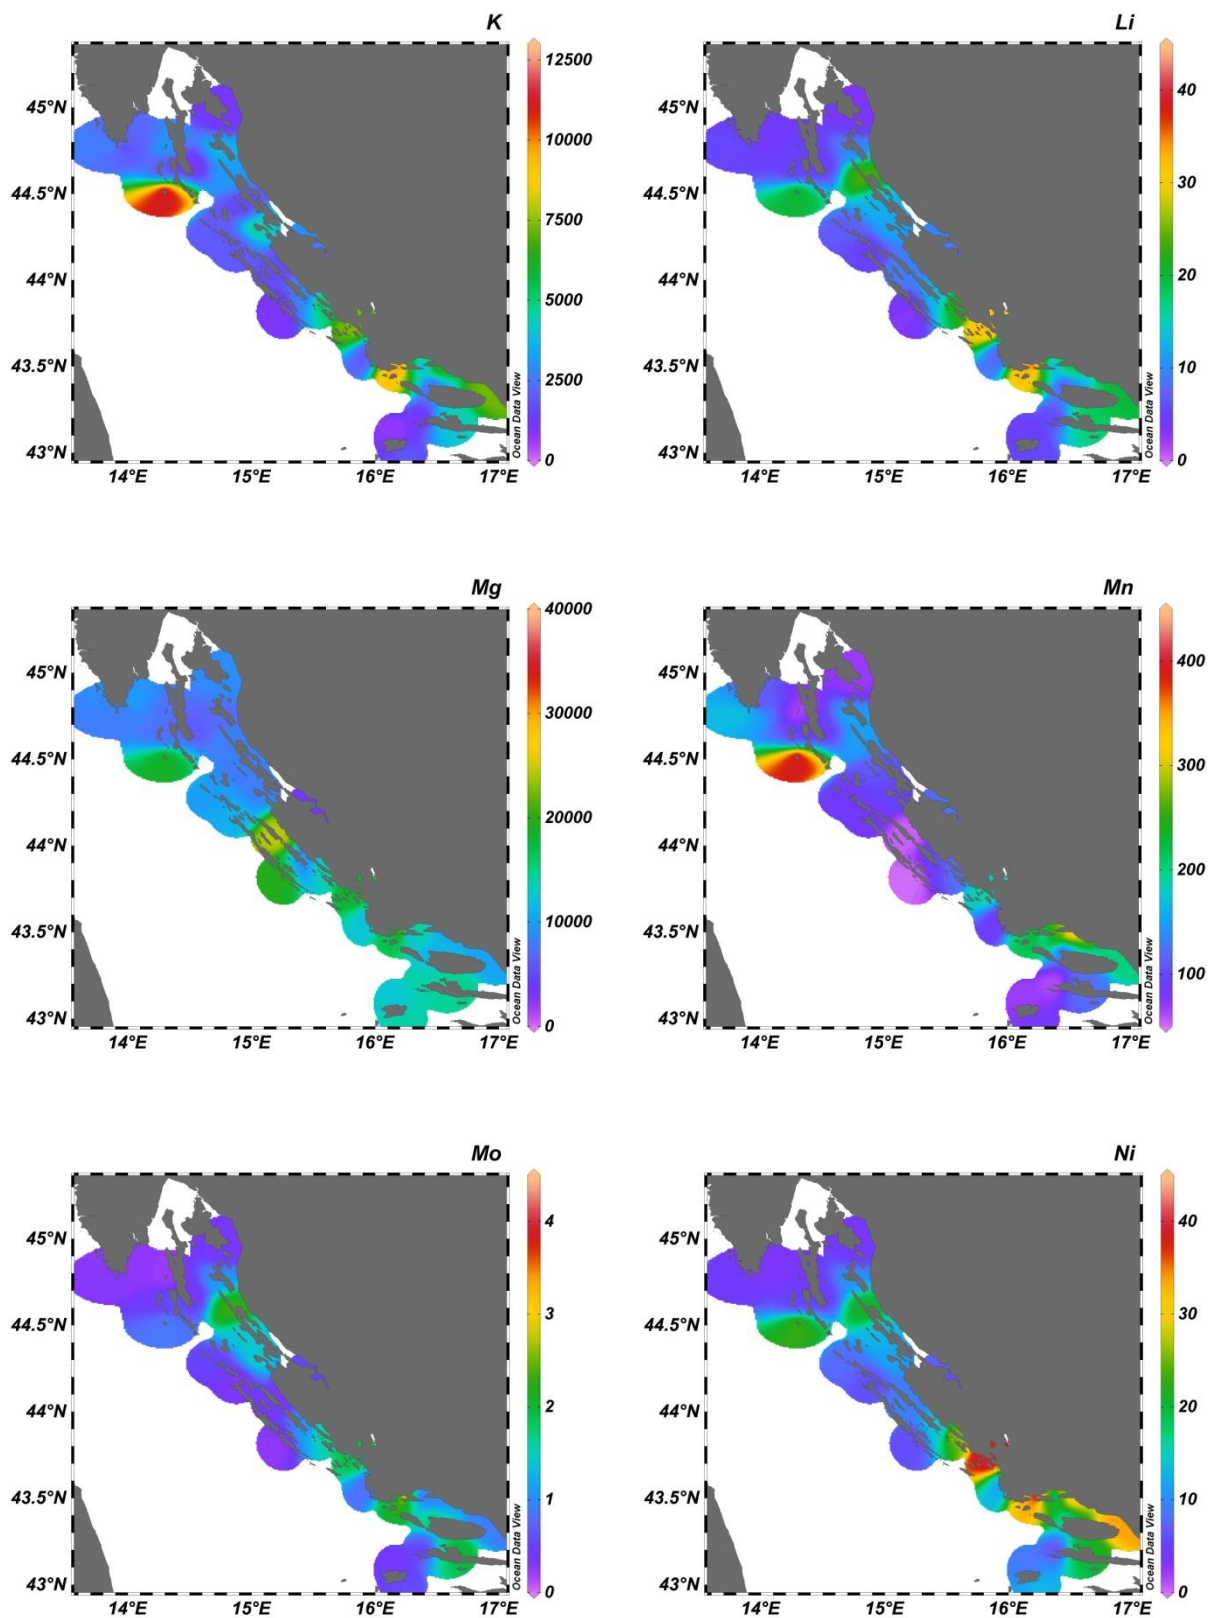 K
Li
45°N
44.5°N
44°N
43.5°N
43°N
14°E 15°E 16°E 17°E
12500
10000
7500
5000
2500
0
Ocean Data View
45°N
44.5°N
44°N
43.5°N
43°N
14°E 15°E 16°E 17°E
40
30
20
10
0
Ocean Data View
Mg
Mn
45°N
44.5°N
44°N
43.5°N
43°N
14°E 15°E 16°E 17°E
40000
30000
20000
10000
0
Ocean Data View
45°N
44.5°N
44°N
43.5°N
43°N
14°E 15°E 16°E 17°E
400
300
200
100
Ocean Data View
Mo
Ni
45°N
44.5°N
44°N
43.5°N
43°N
14°E 15°E 16°E 17°E
4
3
2
1
0
Ocean Data View
45°N
44.5°N
44°N
43.5°N
43°N
14°E 15°E 16°E 17°E
40
30
20
10
0
Ocean Data View